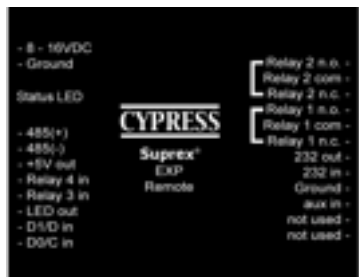 - 8 - 16VDC
- Ground
Status LED
- 485(+)
- 485(-)
- +5V out
- Relay 4 in
- Relay 3 in
- LED out
- D1/D in
- D0/C in
CYPRESS
Suprex®
EXP
Remote
Relay 2 n.o. -
Relay 2 com -
Relay 2 n.c. -
Relay 1 n.o. -
Relay 1 com -
Relay 1 n.c. -
232 out -
232 in -
Ground -
aux in -
not used -
not used -